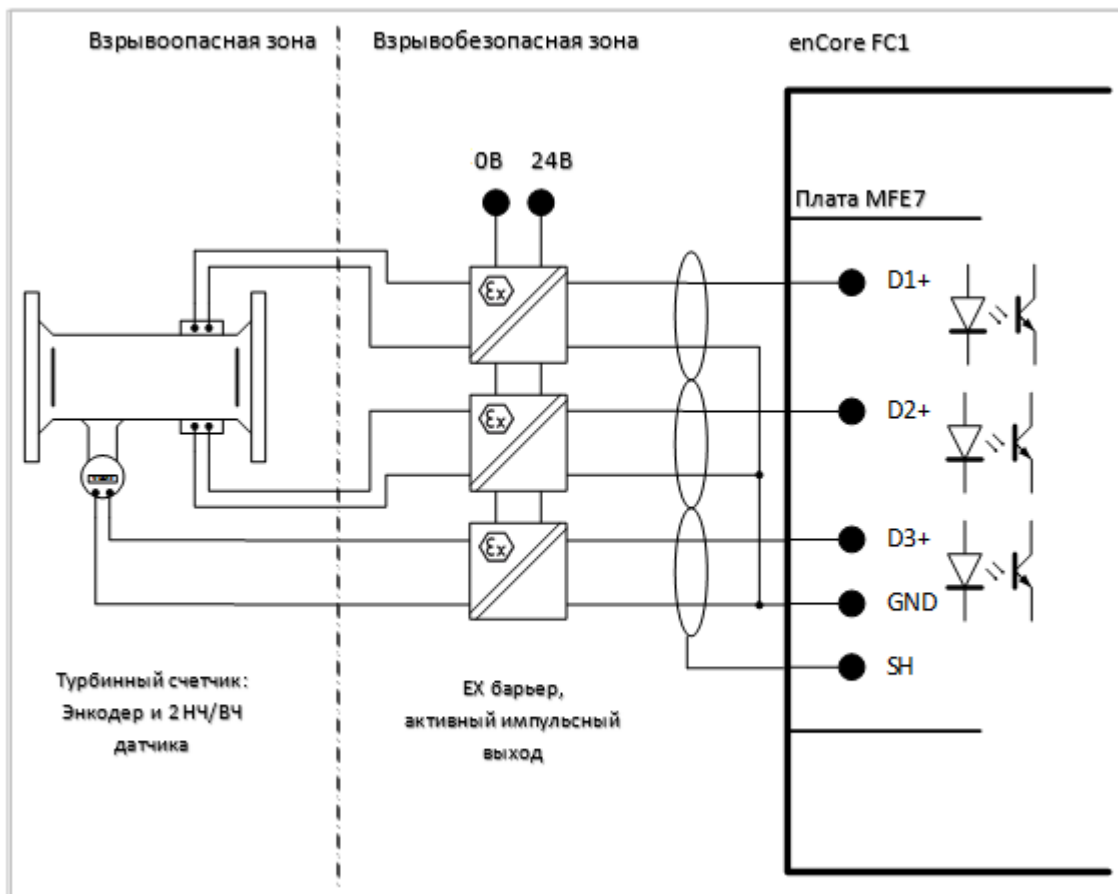 Взрывоопасная зона
Взрывобезопасная зона
enCore FC1
0В
24В
Плата MFE7
Ex
D1+
Ex
D2+
Ex
D3+
GND
SH
Турбинный счетчик:
Энкодер и 2 НЧ/ВЧ
датчика
EX барьер,
активный импульсный
выход